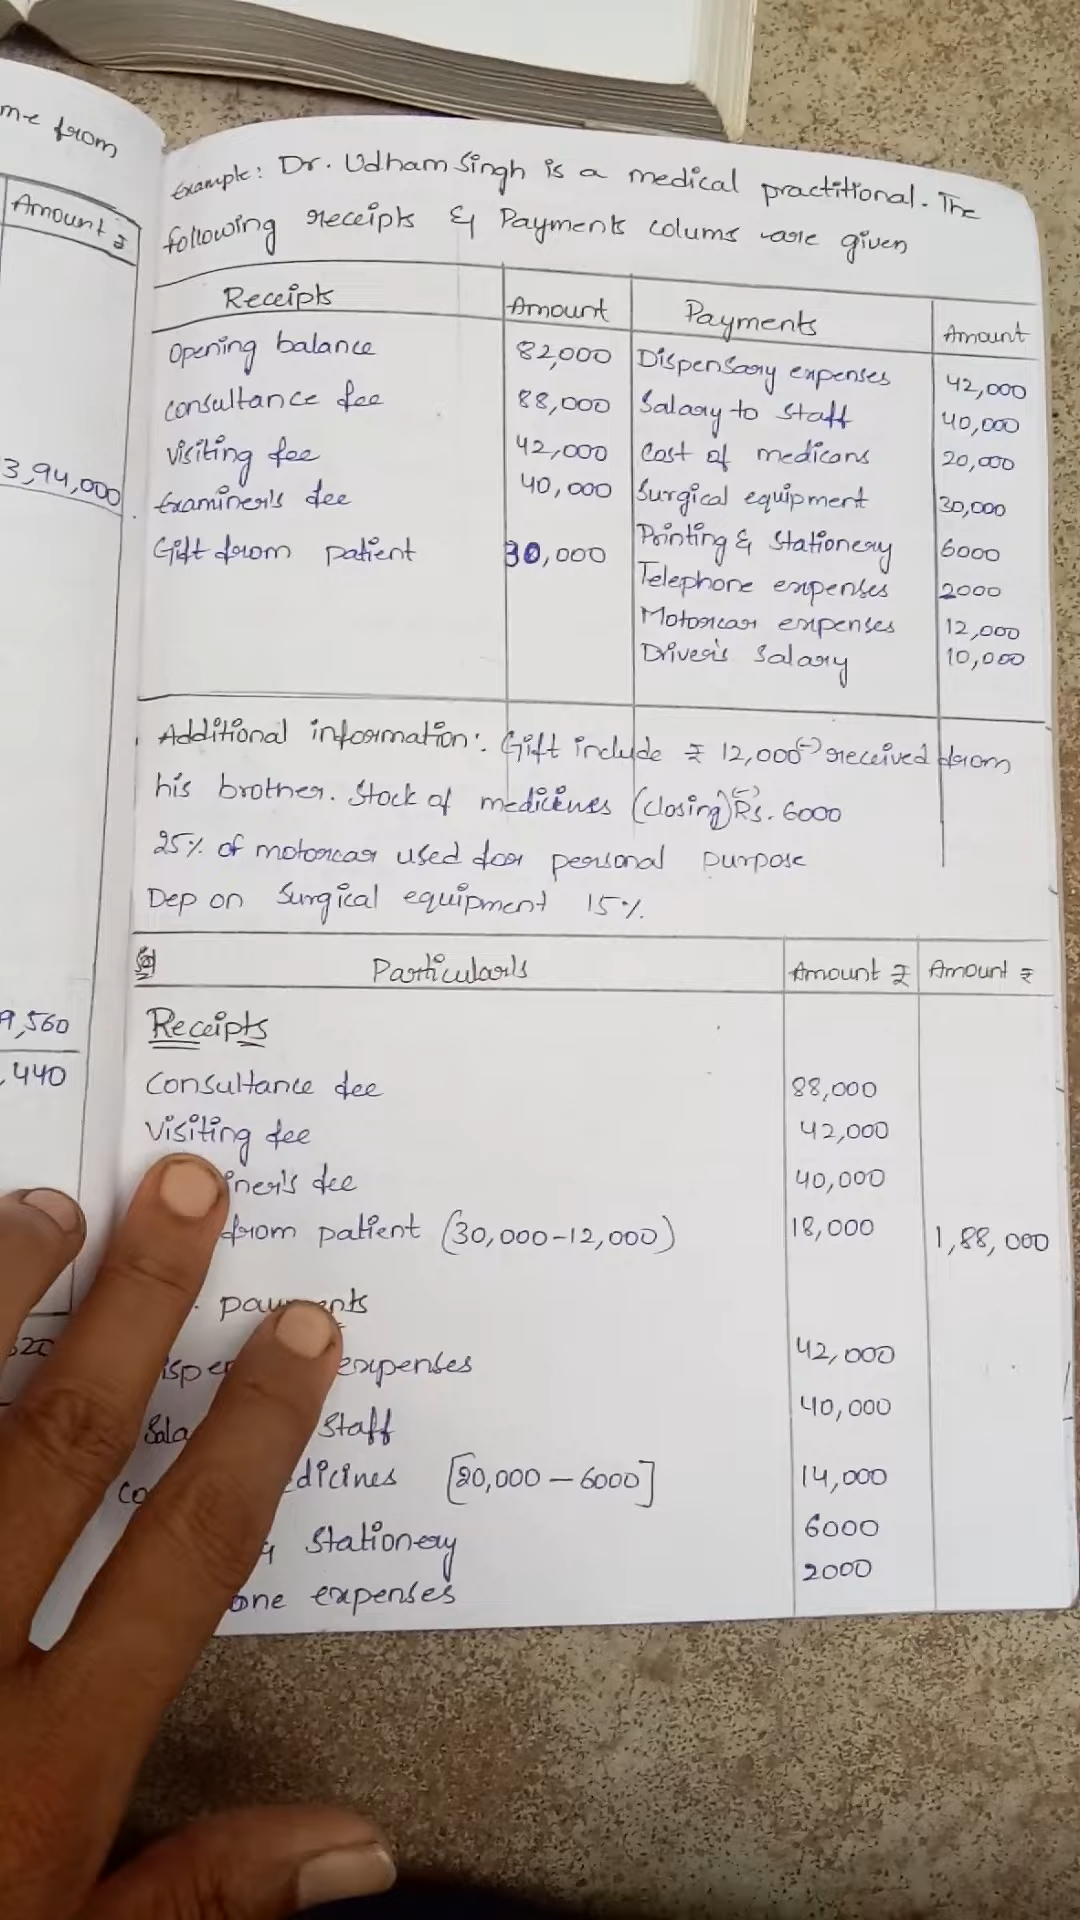 me from
Amount ₹
3,94,000
9,560
,440
Example: Dr. Udham Singh is a medical practitional. The
following receipts & Payments colums are given
Receipts Amount Payments Amount
Opening balance 82,000 Dispensary expenses 42,000
Consultance fee 88,000 Salary to staff 40,000
Visiting fee 42,000 Cost of medicans 20,000
Examiner's fee 40,000 Surgical equipment 30,000
Gift from patient 30,000 Printing & Stationery 6000
Telephone expenses 2000
Motorcar expenses 12,000
Driver's Salary 10,000
Additional information:. Gift include ₹ 12,000 (-) received from
his brother. Stock of medicines (closing) (-) Rs. 6000
25% of motorcar used for personal purpose
Dep on Surgical equipment 15%
Particulars Amount ₹ Amount ₹
Receipts
Consultance fee 88,000
Visiting fee 42,000
iner's fee 40,000
from patient (30,000-12,000) 18,000 1,88,000
expenses 42,000
Staff 40,000
dicines [20,000 - 6000] 14,000
Stationery 6000
one expenses 2000